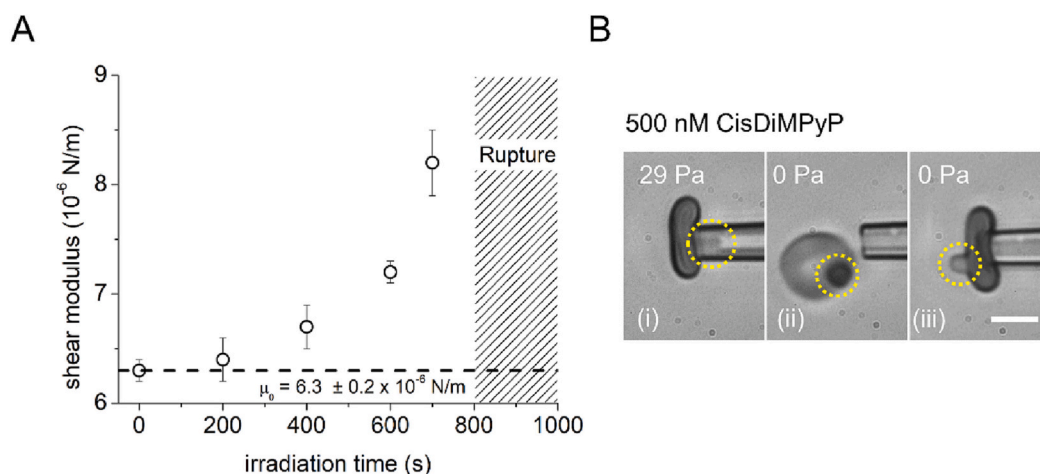 A
shear modulus (10⁻⁶ N/m)
9
8
7
6
Rupture
μ₀ = 6.3 ± 0.2 x 10⁻⁶ N/m
0
200
400
600
800
1000
irradiation time (s)
B
500 nM CisDiMPyP
29 Pa
0 Pa
0 Pa
(i)
(ii)
(iii)